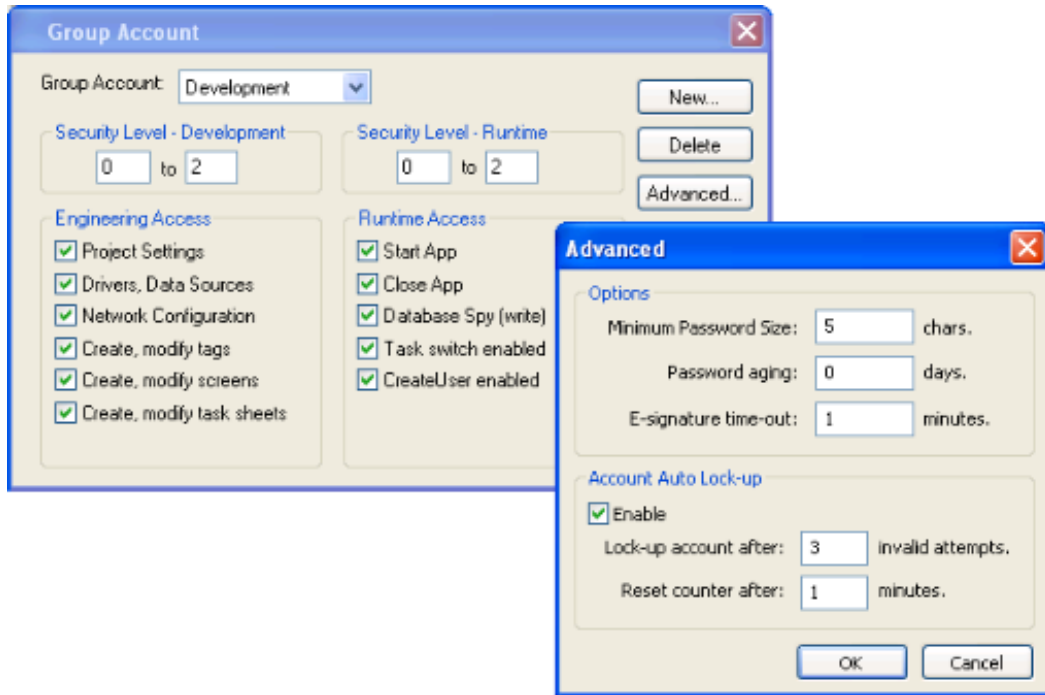 Group Account
Group Account: Development
New...
Security Level - Development
0 to 2
Security Level - Runtime
0 to 2
Delete
Advanced...
Engineering Access
Project Settings
Drivers, Data Sources
Network Configuration
Create, modify tags
Create, modify screens
Create, modify task sheets
Runtime Access
Start App
Close App
Database Spy (write)
Task switch enabled
CreateUser enabled
Advanced
Options
Minimum Password Size: 5 chars.
Password aging: 0 days.
E-signature time-out: 1 minutes.
Account Auto Lock-up
Enable
Lock-up account after: 3 invalid attempts.
Reset counter after: 1 minutes.
OK Cancel